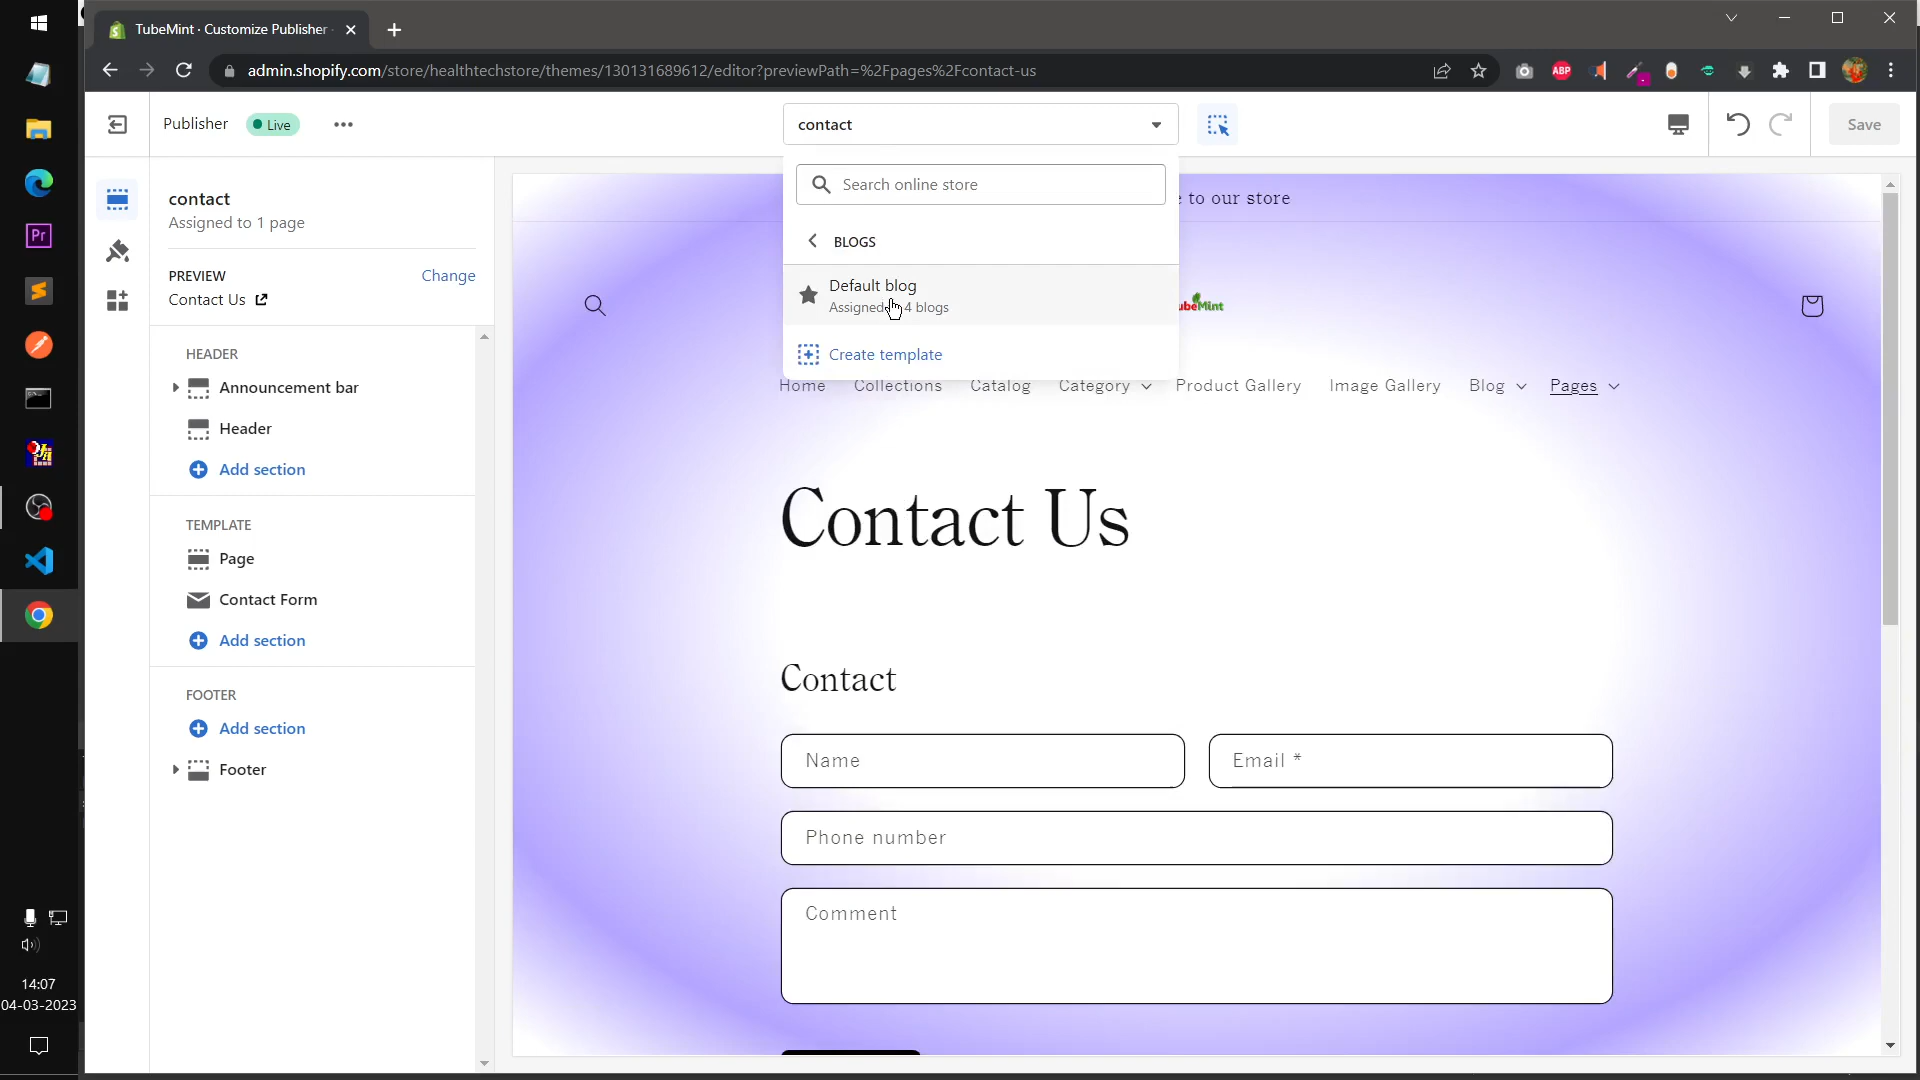 TubeMint · Customize Publisher
admin.shopify.com/store/healthtechstore/themes/130131689612/editor?previewPath=%2Fpages%2Fcontact-us
ABP
Publisher
Live
contact
Save
Search online store
BLOGS
Default blog
Assigned 4 blogs
Create template
contact
Assigned to 1 page
PREVIEW
Change
Contact Us
HEADER
Announcement bar
Header
Add section
TEMPLATE
Page
Contact Form
Add section
FOOTER
Add section
Footer
to our store
Home Collections Catalog Category Product Gallery Image Gallery Blog Pages
Contact Us
Contact
Name
Email *
Phone number
Comment
Pr
14:07
04-03-2023